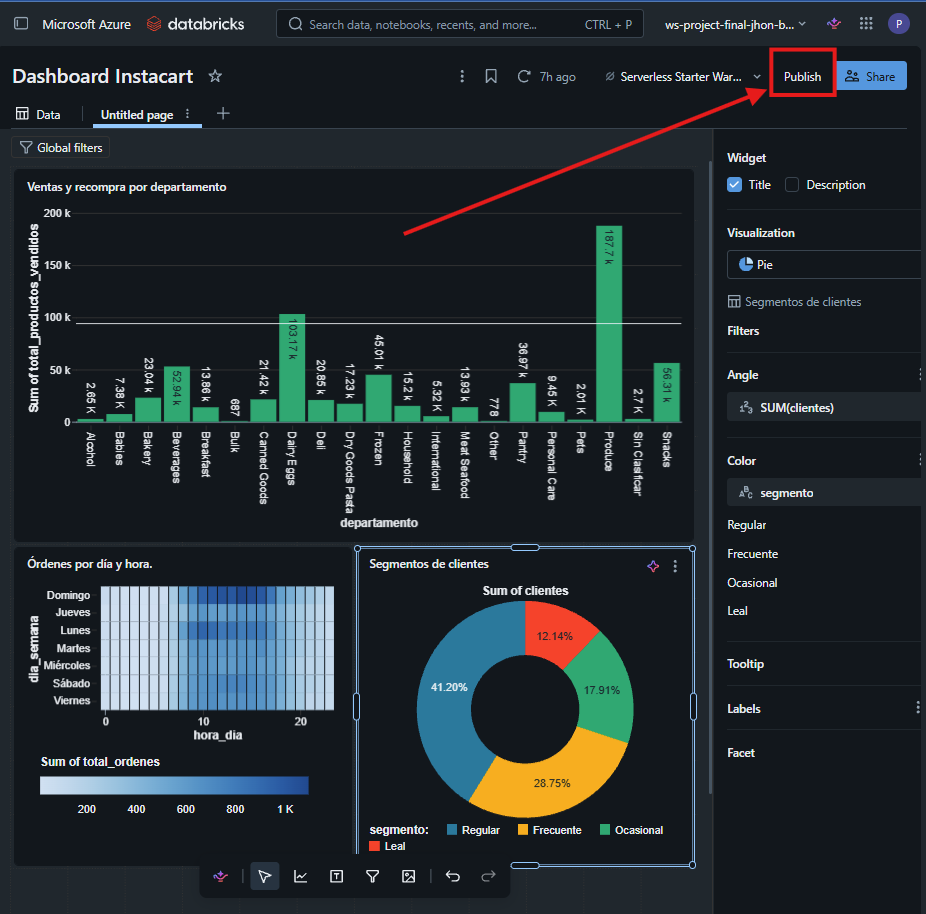 Microsoft Azure databricks Search data, notebooks, recents, and more... CTRL + P ws-project-final-jhon-b... P
Dashboard Instacart 7h ago Serverless Starter War... Publish Share
Data Untitled page
Global filters
Ventas y recompra por departamento
Sum of total_productos_vendidos
200 k
150 k
100 k
50 k
0
2.65 K
7.38 K
23.04 k
52.94 k
13.86 k
687
21.42 k
103.17 k
20.85 k
17.23 k
45.01 k
15.2 k
5.32 K
13.93 k
778
36.97 k
9.45 K
2.01 K
187.7 k
2.7 K
56.31 k
Alcohol
Babies
Bakery
Beverages
Breakfast
Bulk
Canned Goods
Dairy Eggs
Deli
Dry Goods Pasta
Frozen
Household
International
Meat Seafood
Other
Pantry
Personal Care
Pets
Produce
Sin Clasificar
Snacks
departamento
Órdenes por día y hora.
dia_semana
Domingo
Jueves
Lunes
Martes
Miércoles
Sábado
Viernes
0 10 20
hora_dia
Sum of total_ordenes
200 400 600 800 1 K
Segmentos de clientes
Sum of clientes
12.14%
17.91%
41.20%
28.75%
segmento: Regular Frecuente Ocasional
Leal
Widget
Title Description
Visualization
Pie
Segmentos de clientes
Filters
Angle
1²3 SUM(clientes)
Color
ABC segmento
Regular
Frecuente
Ocasional
Leal
Tooltip
Labels
Facet